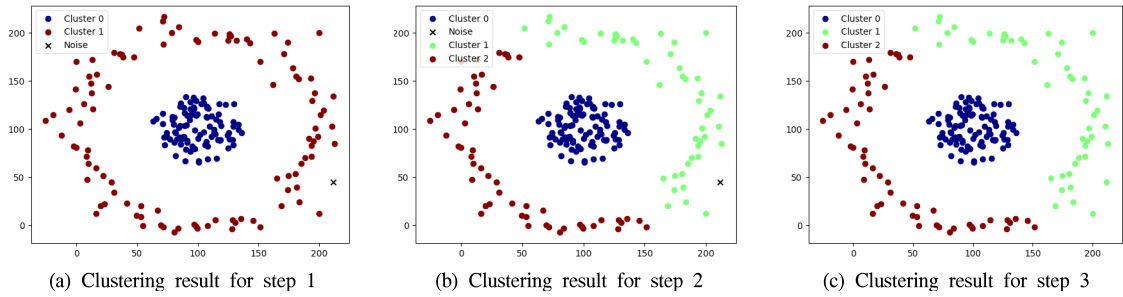 Cluster 0
Cluster 1
Noise
200
150
100
50
0
0 50 100 150 200
(a) Clustering result for step 1
Cluster 0
Noise
Cluster 1
Cluster 2
200
150
100
50
0
0 50 100 150 200
(b) Clustering result for step 2
Cluster 0
Cluster 1
Cluster 2
200
150
100
50
0
0 50 100 150 200
(c) Clustering result for step 3